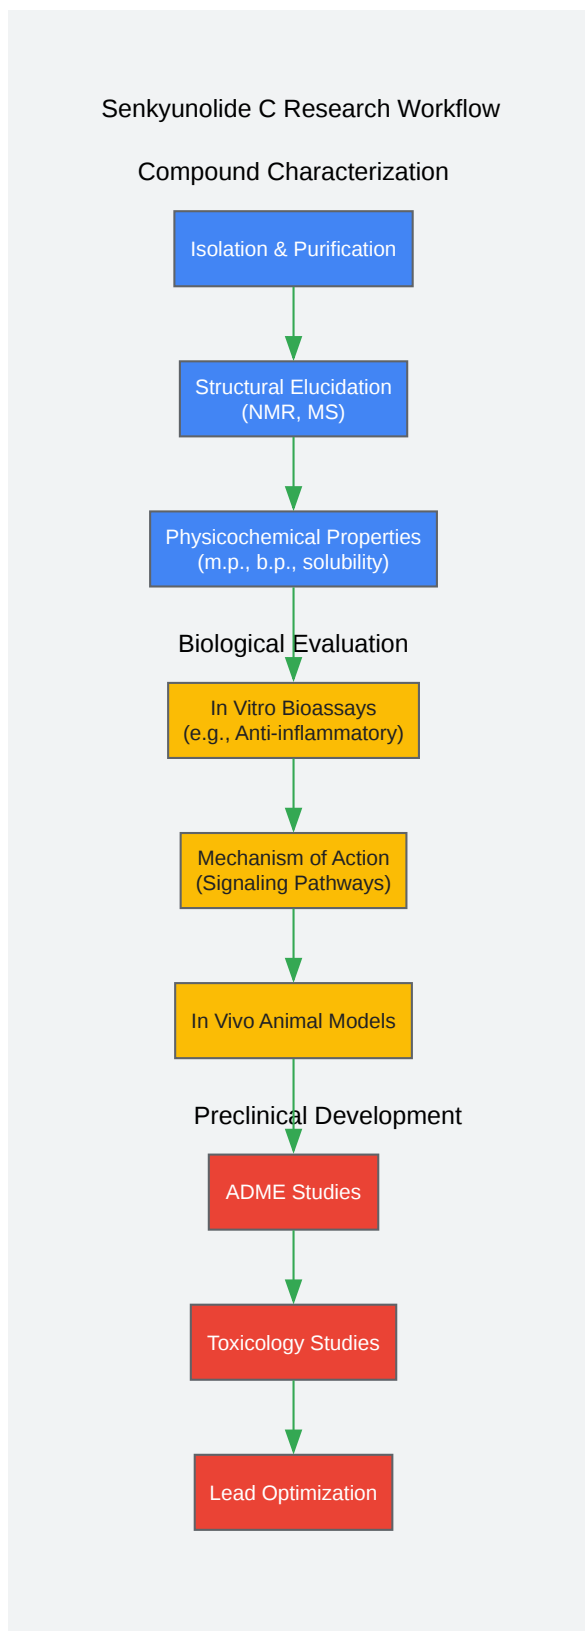 Senkyunolide C Research Workflow
Compound Characterization
Isolation & Purification
Structural Elucidation
(NMR, MS)
Physicochemical Properties
(m.p., b.p., solubility)
Biological Evaluation
In Vitro Bioassays
(e.g., Anti-inflammatory)
Mechanism of Action
(Signaling Pathways)
In Vivo Animal Models
Preclinical Development
ADME Studies
Toxicology Studies
Lead Optimization